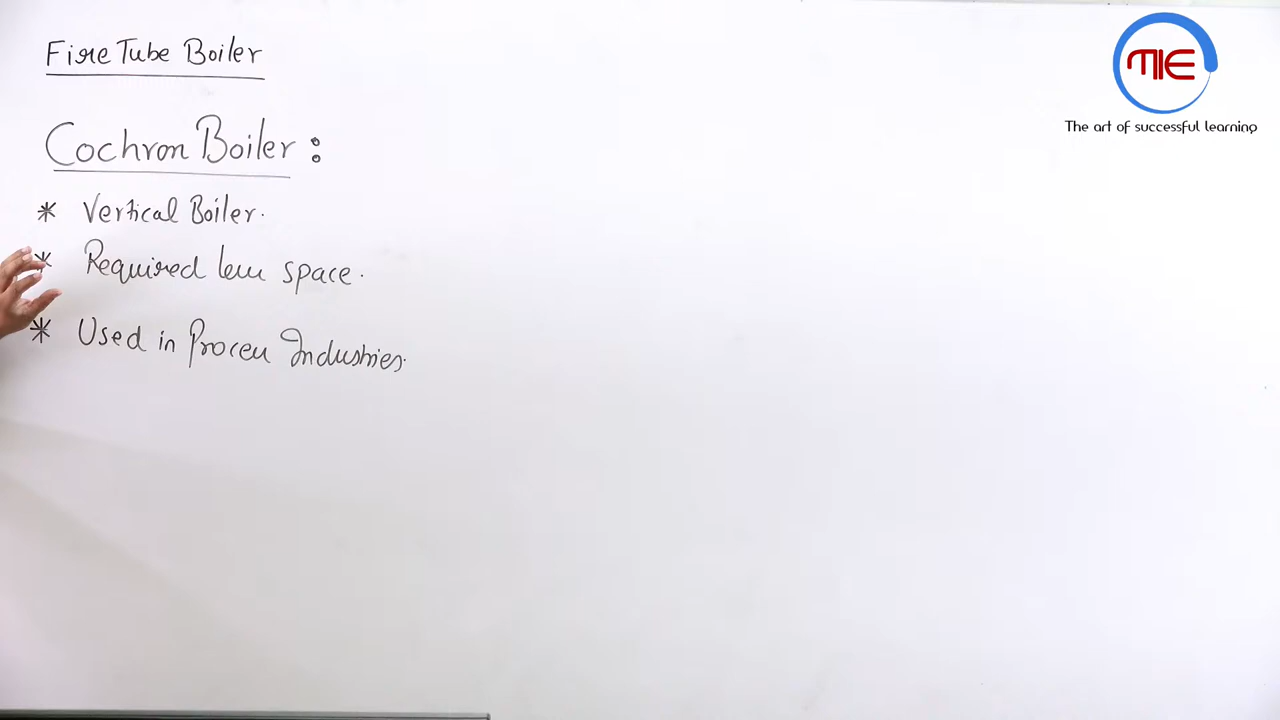 Fire Tube Boiler
Cochron Boiler :
* Vertical Boiler.
* Required less space.
* Used in Process Industries.
TIE
The art of successful learning